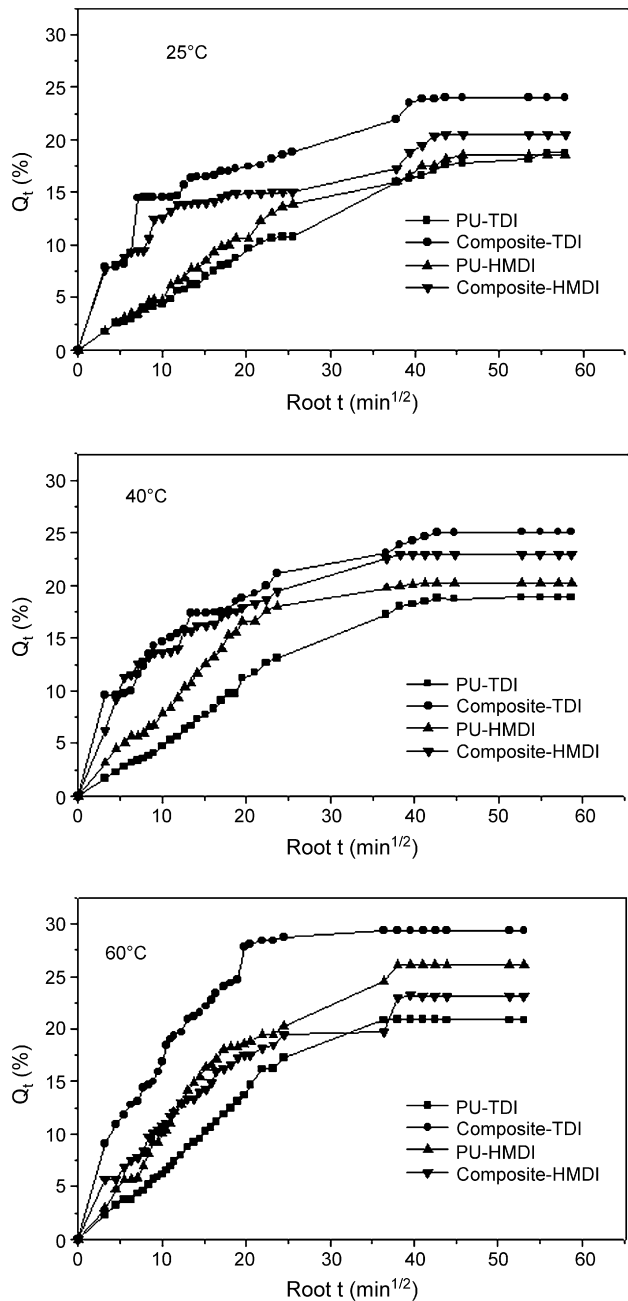 25°C
30
25
20
15
10
5
0
Qt (%)
PU-TDI
Composite-TDI
PU-HMDI
Composite-HMDI
0 10 20 30 40 50 60
Root t (min1/2)
40°C
30
25
20
15
10
5
0
Qt (%)
PU-TDI
Composite-TDI
PU-HMDI
Composite-HMDI
0 10 20 30 40 50 60
Root t (min1/2)
60°C
30
25
20
15
10
5
0
Qt (%)
PU-TDI
Composite-TDI
PU-HMDI
Composite-HMDI
0 10 20 30 40 50 60
Root t (min1/2)